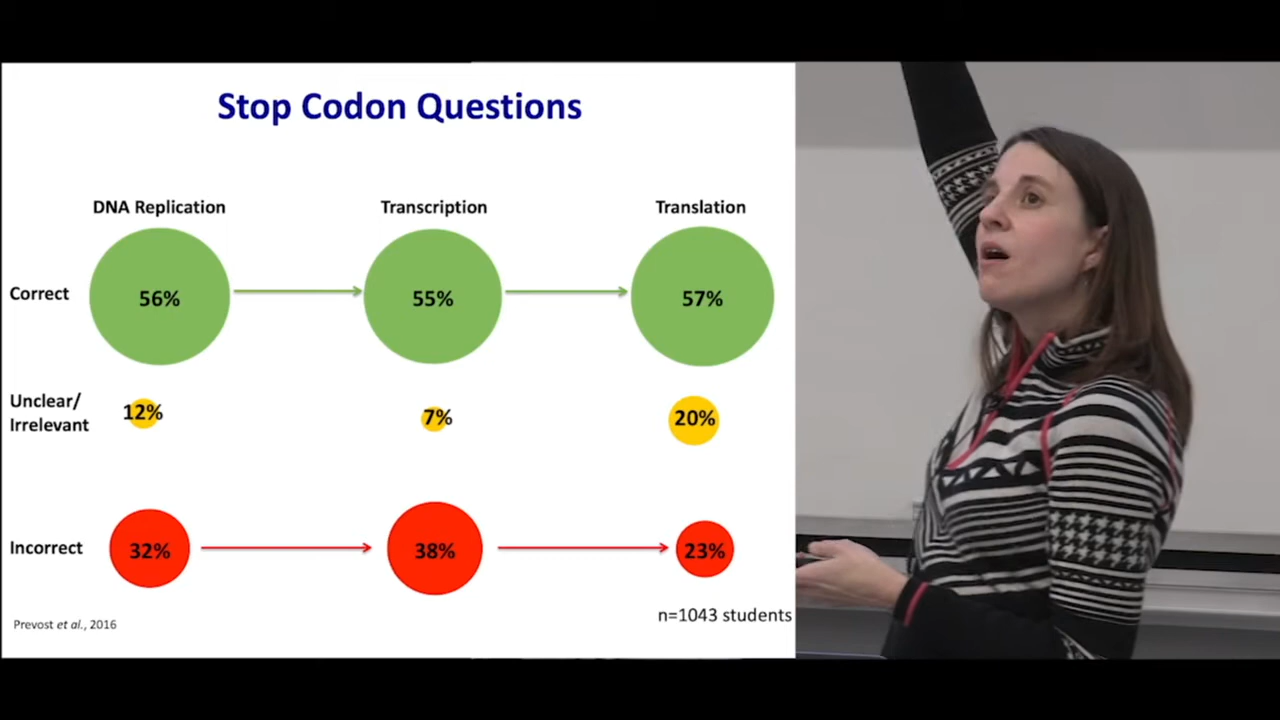 Stop Codon Questions
DNA Replication Transcription Translation
Correct 56% 55% 57%
Unclear/
Irrelevant 12% 7% 20%
Incorrect 32% 38% 23%
n=1043 students
Prevost et al., 2016